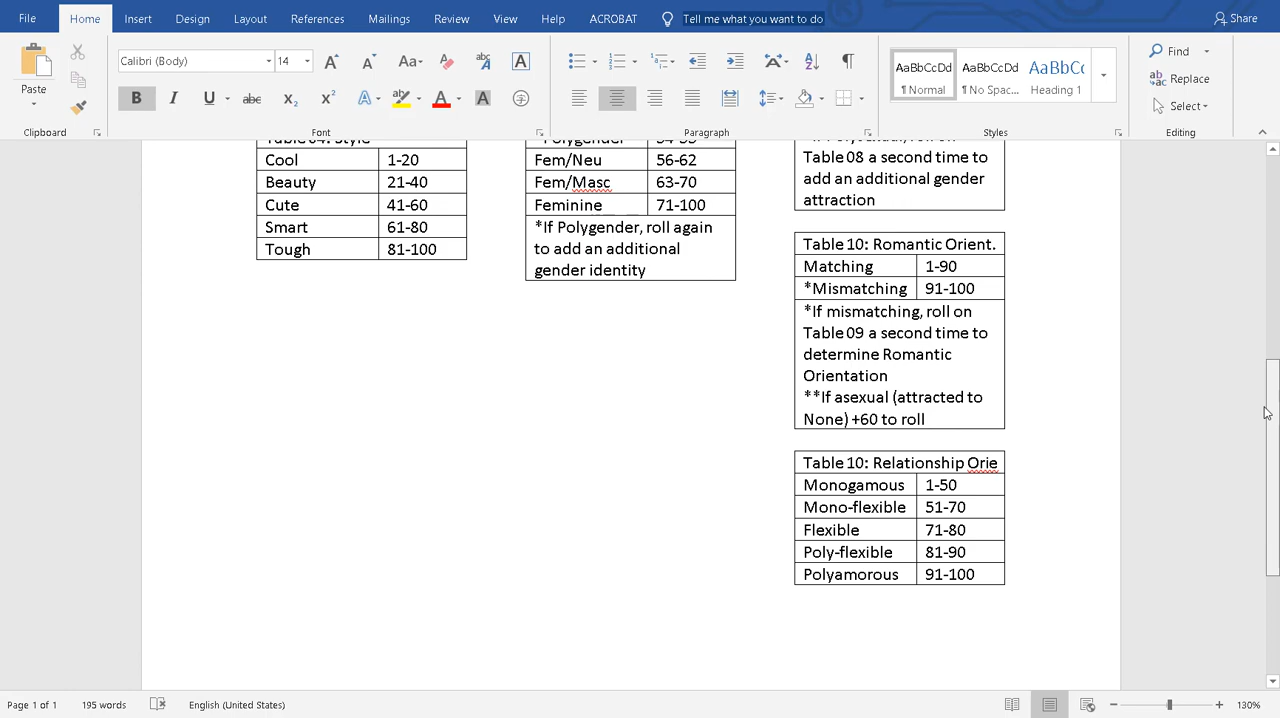 File Home Insert Design Layout References Mailings Review View Help ACROBAT Tell me what you want to do Share
Calibri (Body) 14
Paste
Clipboard
Font
Paragraph
AaBbCcDd AaBbCcDd AaBbCc
¶ Normal ¶ No Spac... Heading 1
Styles
Find
Replace
Select
Editing
Table 04: Style
Cool 1-20
Beauty 21-40
Cute 41-60
Smart 61-80
Tough 81-100
Fem/Neu 56-62
Fem/Masc 63-70
Feminine 71-100
*If Polygender, roll again
to add an additional
gender identity
Table 08 a second time to
add an additional gender
attraction
Table 10: Romantic Orient.
Matching 1-90
*Mismatching 91-100
*If mismatching, roll on
Table 09 a second time to
determine Romantic
Orientation
**If asexual (attracted to
None) +60 to roll
Table 10: Relationship Orie
Monogamous 1-50
Mono-flexible 51-70
Flexible 71-80
Poly-flexible 81-90
Polyamorous 91-100
Page 1 of 1 195 words English (United States) 130%